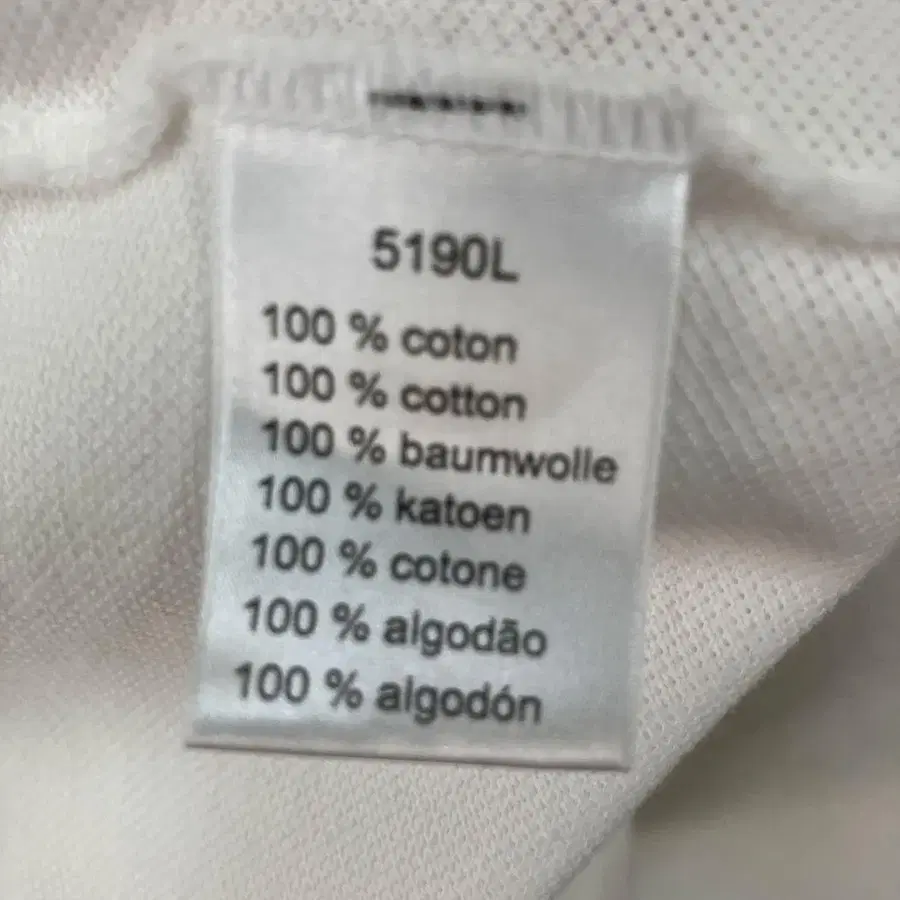 5190L
100 % coton
100 % cotton
100 % baumwolle
100 % katoen
100 % cotone
100 % algodão
100 % algodón